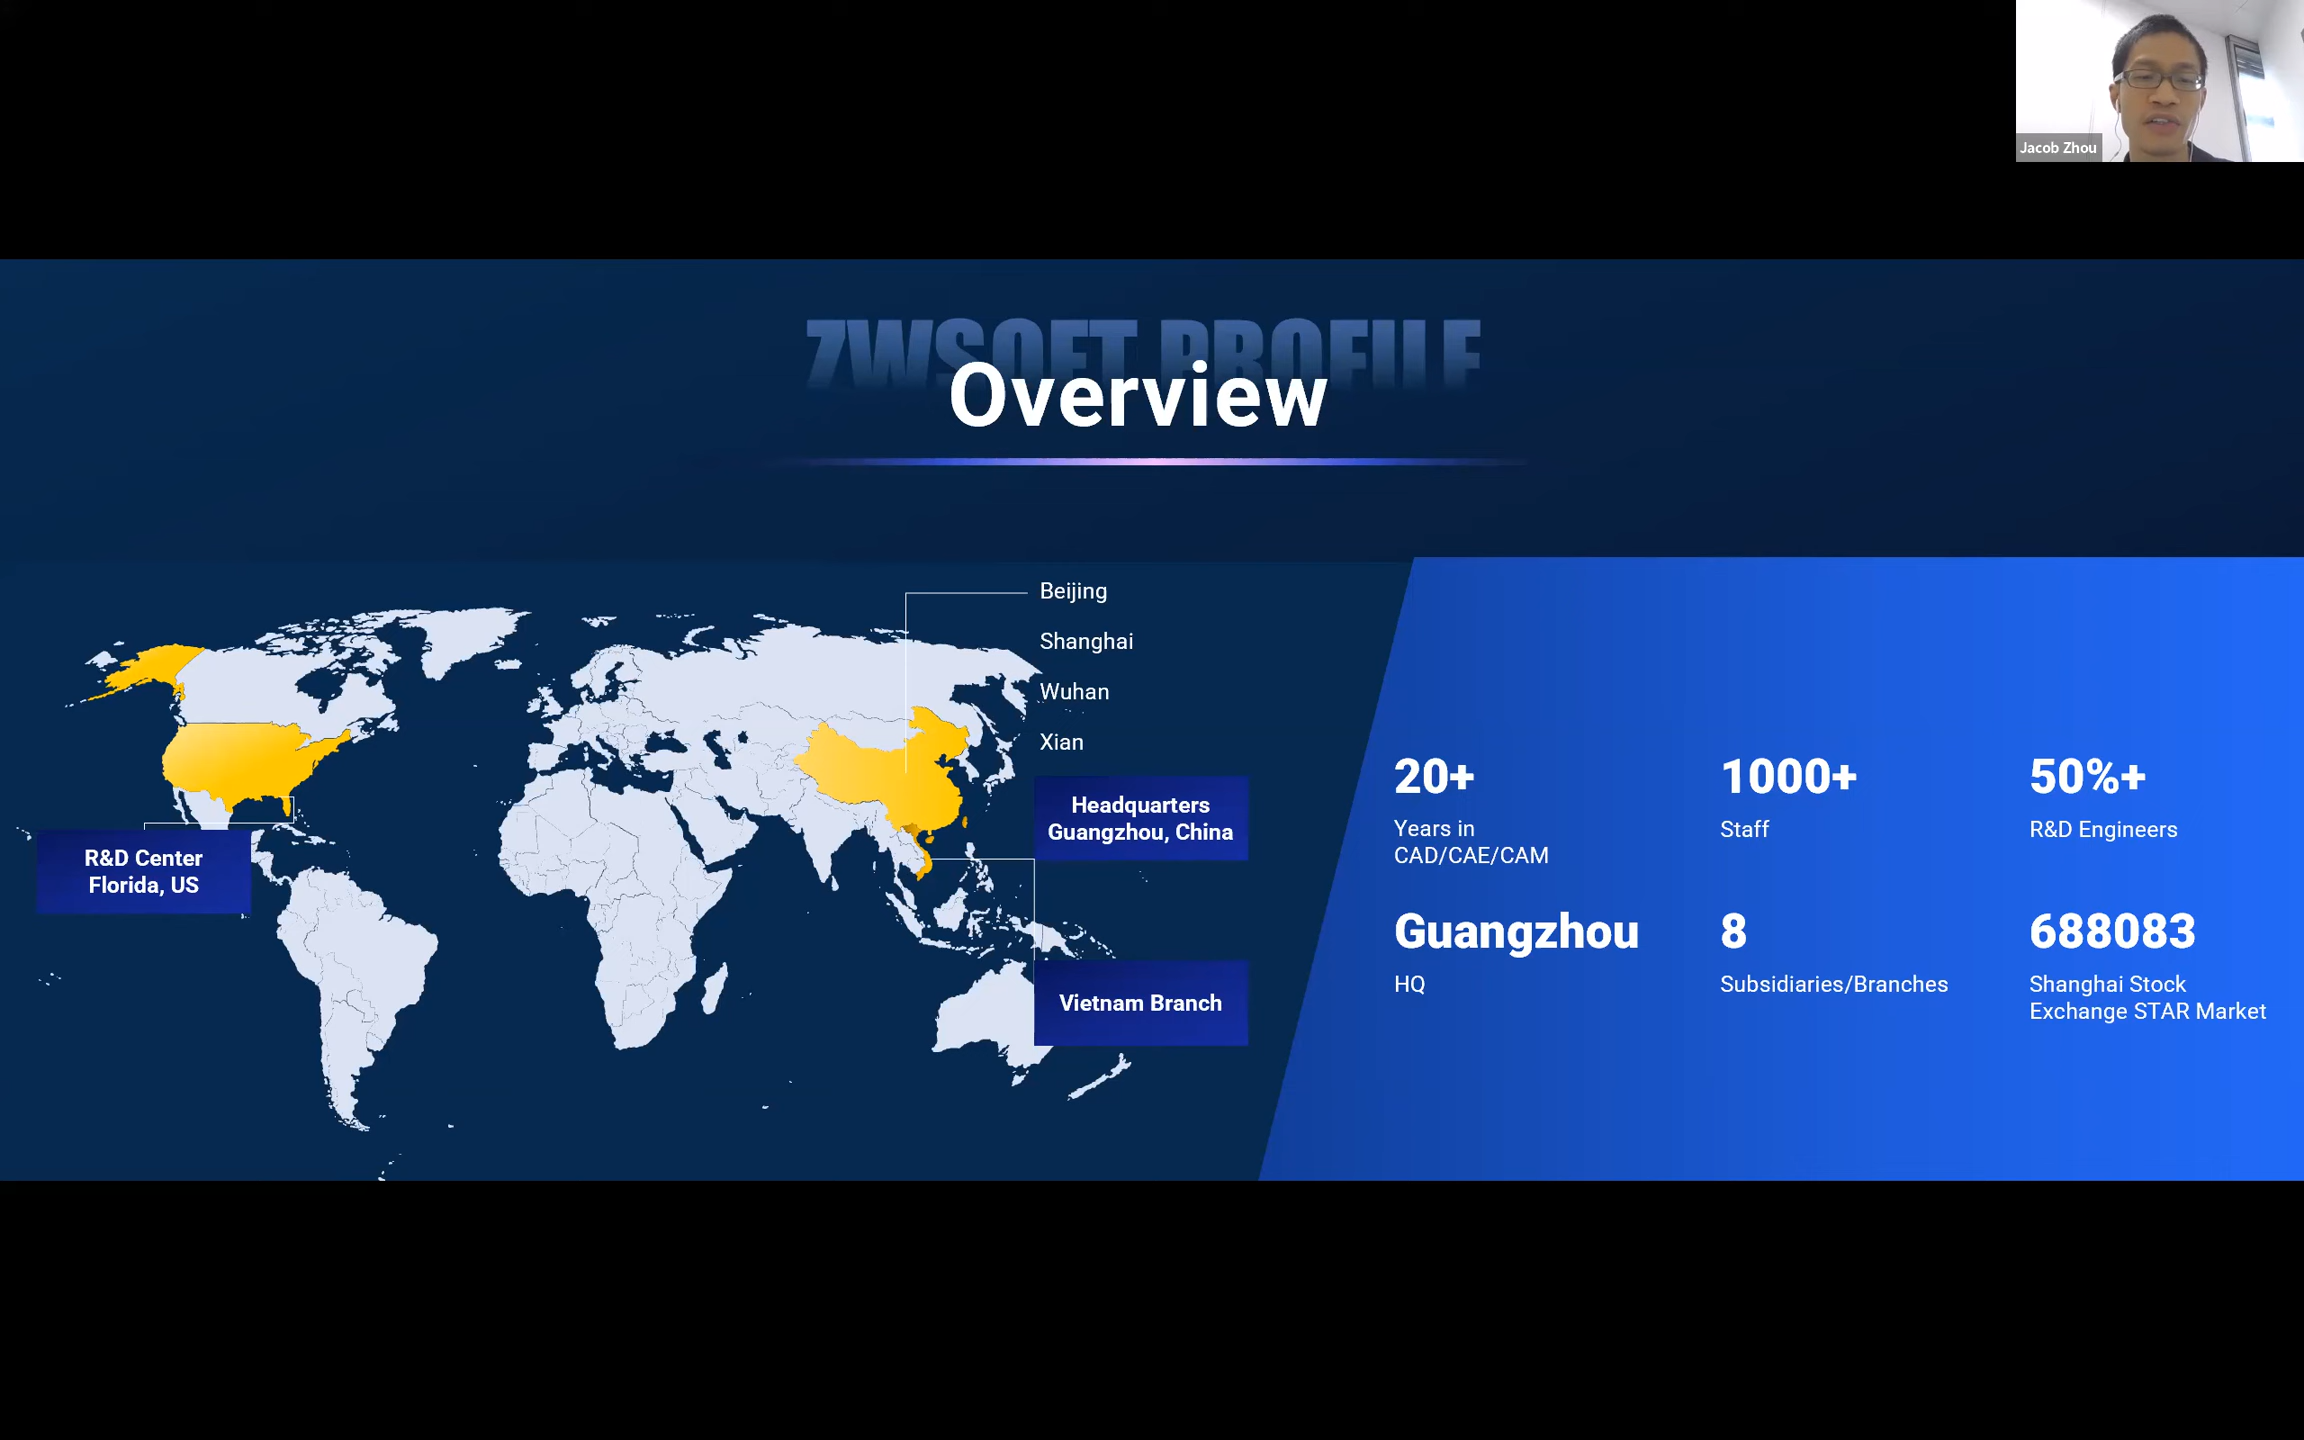 Jacob Zhou
ZWSOFT PROFILE
Overview
Beijing
Shanghai
Wuhan
Xian
Headquarters
Guangzhou, China
R&D Center
Florida, US
Vietnam Branch
20+
Years in
CAD/CAE/CAM
1000+
Staff
50%+
R&D Engineers
Guangzhou
HQ
8
Subsidiaries/Branches
688083
Shanghai Stock
Exchange STAR Market